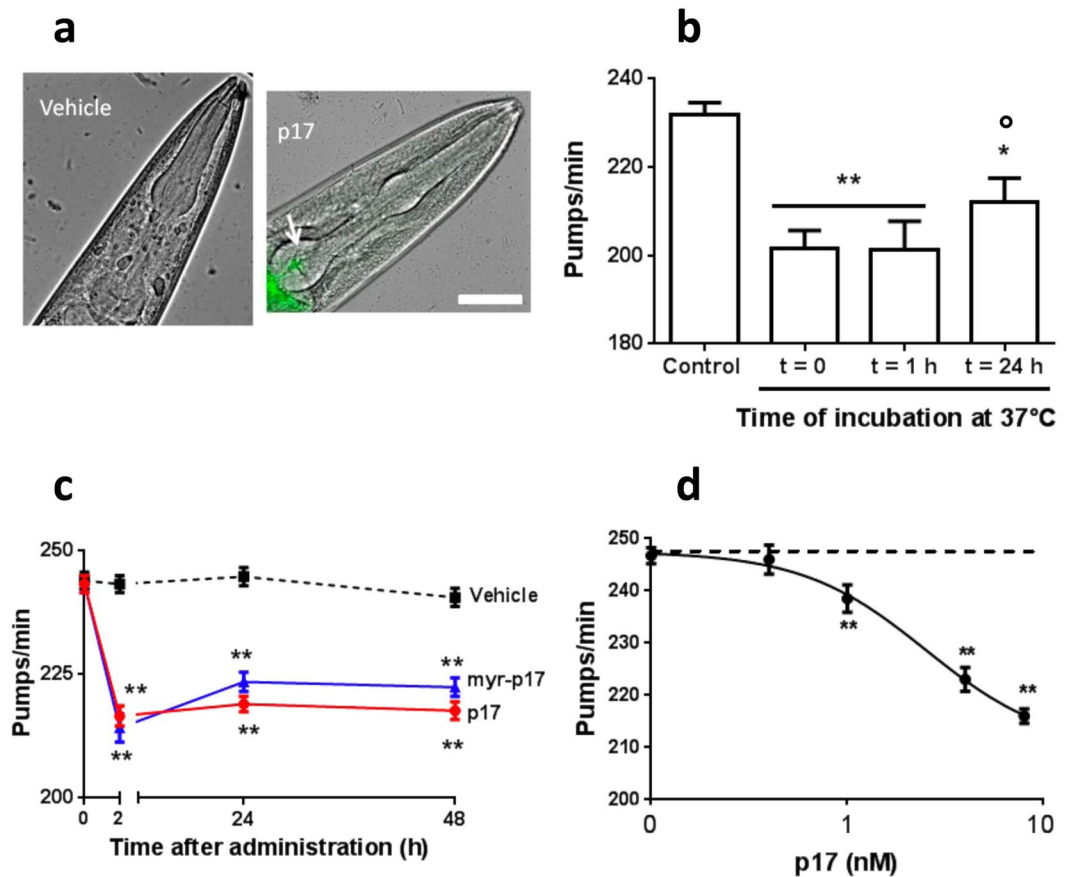 a
Vehicle
p17
b
Pumps/min
240
220
200
180
**
°
*
Control
t = 0
t = 1 h
t = 24 h
Time of incubation at 37°C
c
Pumps/min
250
225
200
**
**
**
**
**
**
Vehicle
myr-p17
p17
0
2
24
48
Time after administration (h)
d
Pumps/min
250
240
230
220
210
200
**
**
**
0
1
10
p17 (nM)